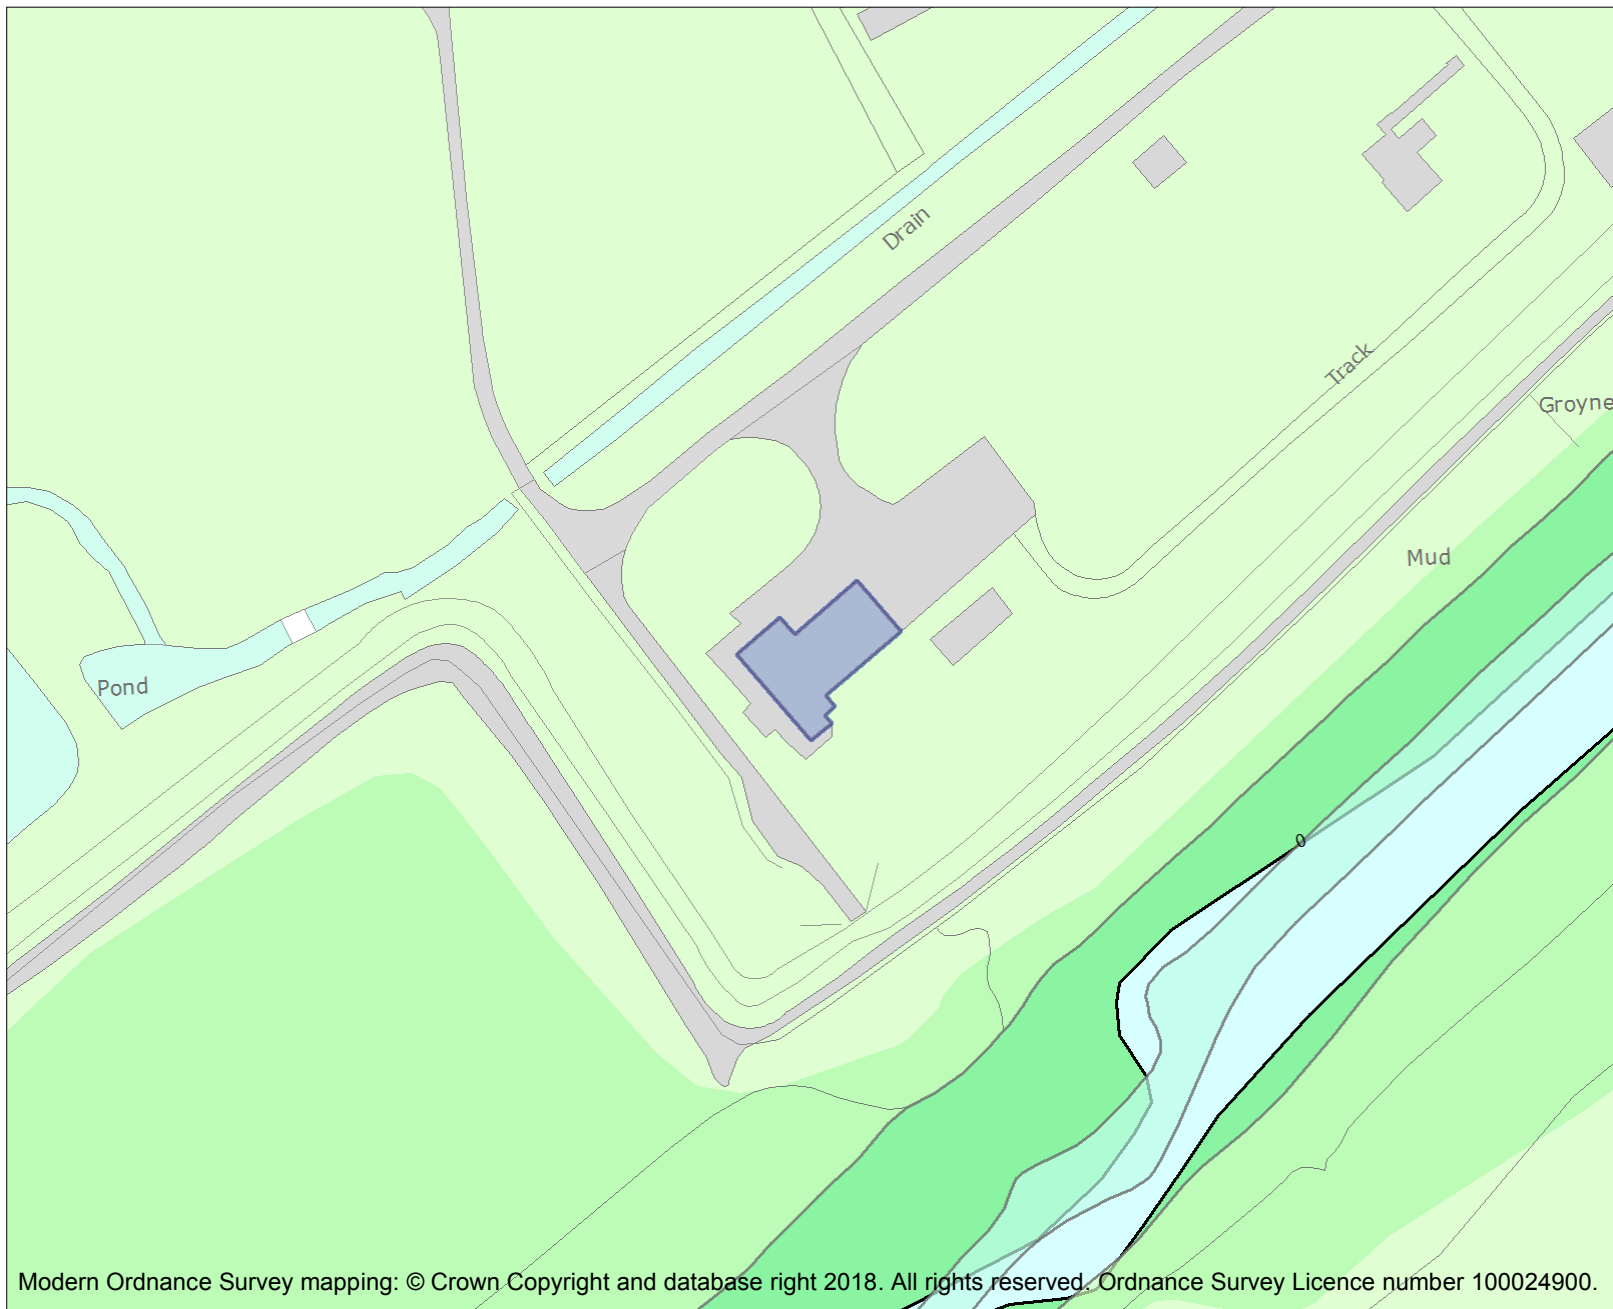 Drain
Track
Groyne
Mud
Pond
0
Modern Ordnance Survey mapping: © Crown Copyright and database right 2018. All rights reserved. Ordnance Survey Licence number 100024900.